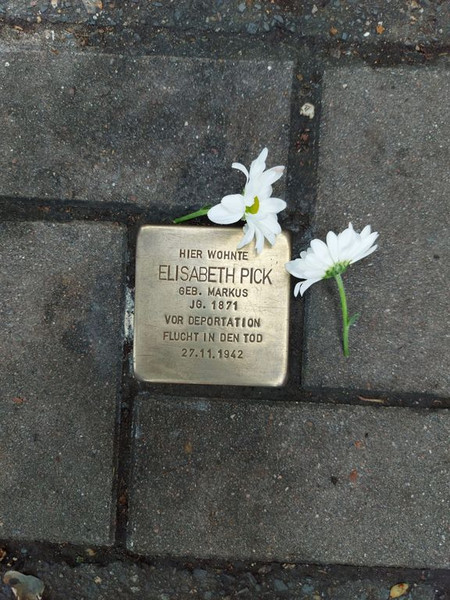 HIER WOHNTE
ELISABETH PICK
GEB. MARKUS
JG. 1871
VOR DEPORTATION
FLUCHT IN DEN TOD
27.11.1942